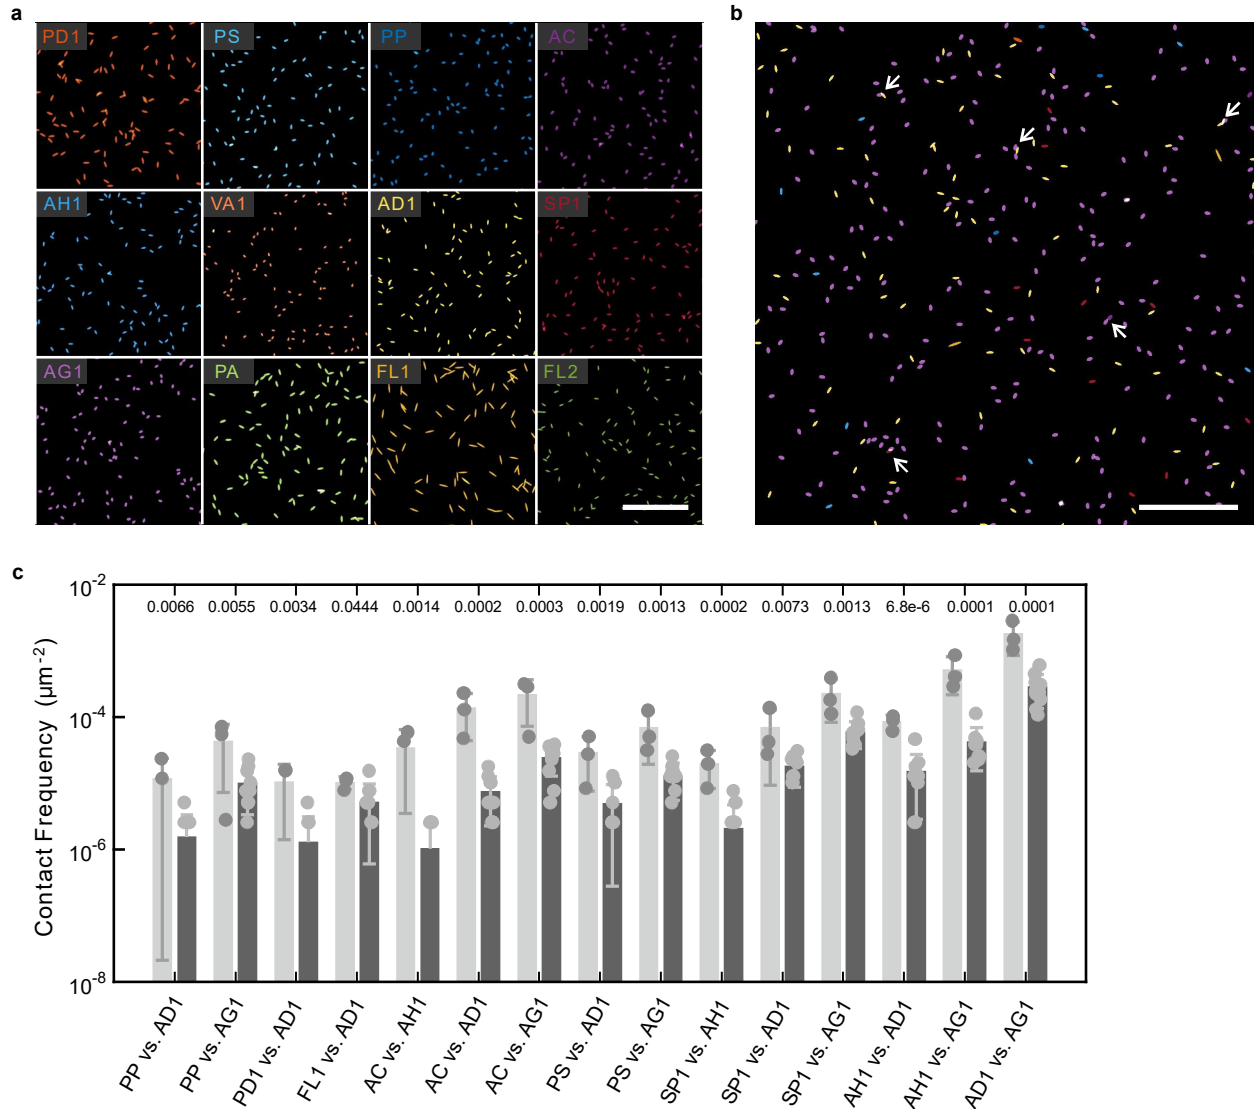 a
b
PD1
PS
PP
AC
AH1
VA1
AD1
SP1
AG1
PA
FL1
FL2
c
10-2
10-4
10-6
10-8
Contact Frequency (µm-2)
0.0066 0.0055 0.0034 0.0444 0.0014 0.0002 0.0003 0.0019 0.0013 0.0002 0.0073 0.0013 6.8e-6 0.0001 0.0001
PP vs. AD1
PP vs. AG1
PD1 vs. AD1
FL1 vs. AD1
AC vs. AH1
AC vs. AD1
AC vs. AG1
PS vs. AD1
PS vs. AG1
SP1 vs. AH1
SP1 vs. AD1
SP1 vs. AG1
AH1 vs. AD1
AH1 vs. AG1
AD1 vs. AG1